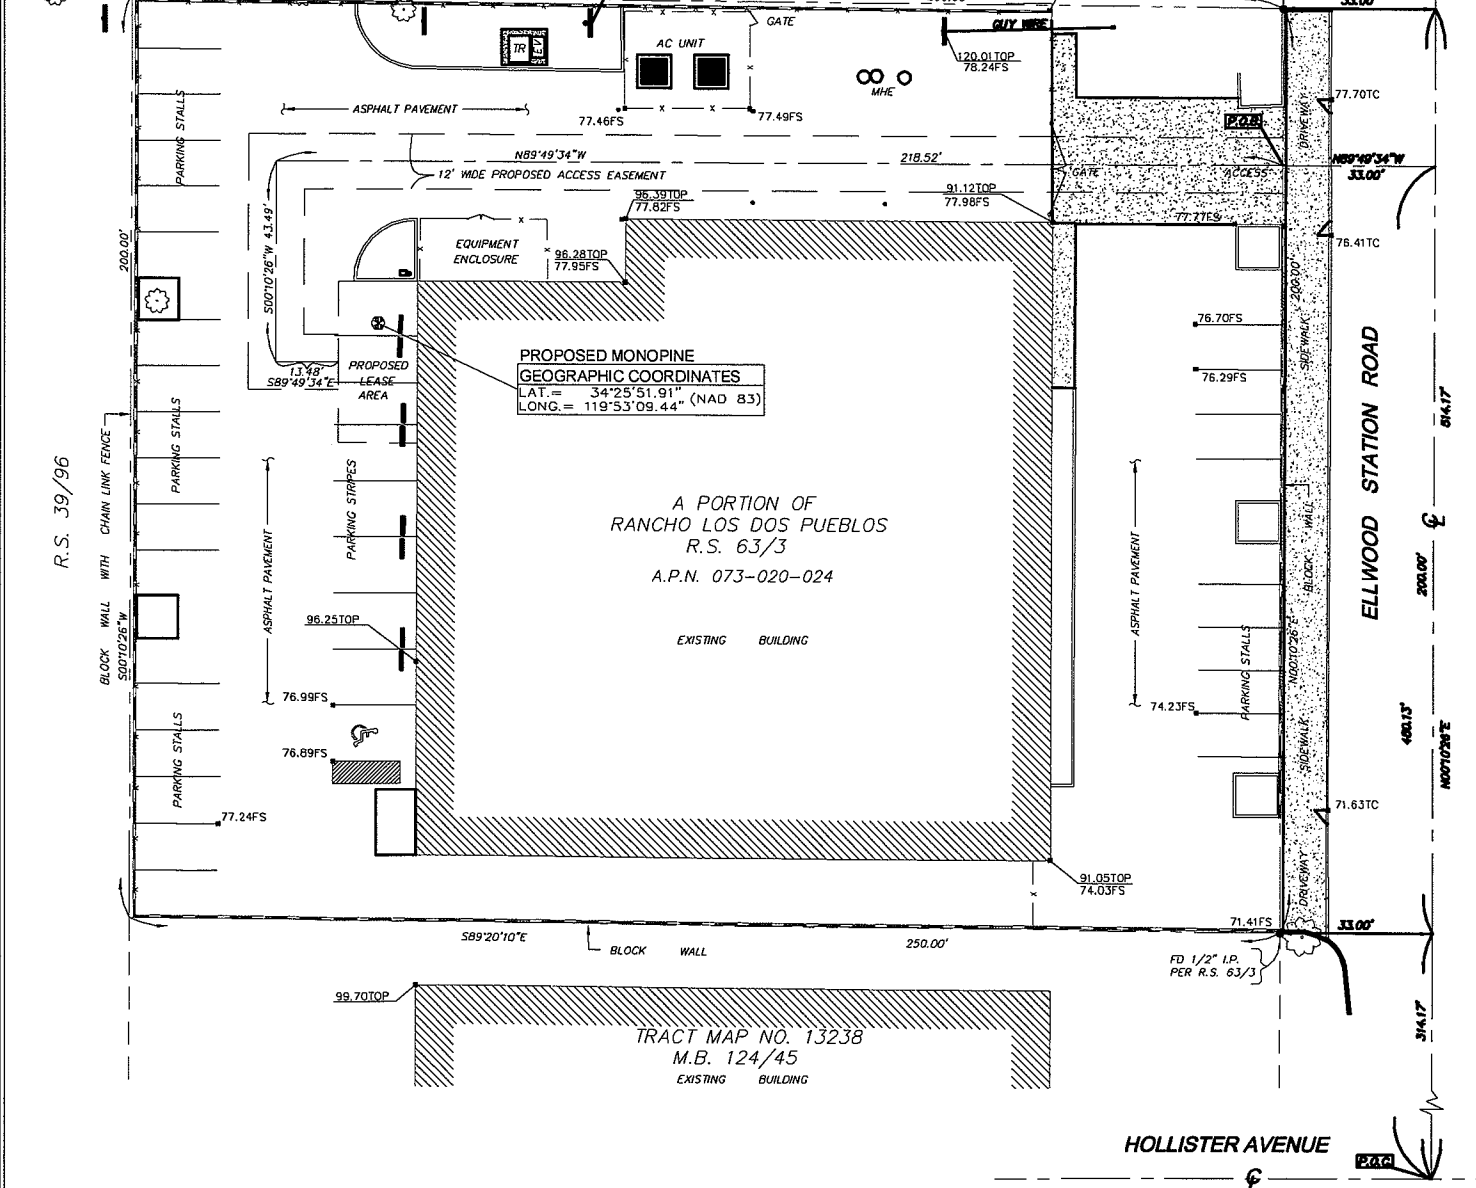 33.00'
GATE
GUY WIRE
AC UNIT
TR
EV
120.01TOP
78.24FS
MHE
77.70TC
ASPHALT PAVEMENT
77.46FS
77.49FS
P.O.B.
DRIVEWAY
PARKING STALLS
N89°49'34"W
218.52'
N89°49'34"W
33.00'
12' WIDE PROPOSED ACCESS EASEMENT
GATE
ACCESS
96.39TOP
77.82FS
91.12TOP
77.98FS
77.77FS
76.41TC
200.00'
S00°10'26"W 43.49'
EQUIPMENT
ENCLOSURE
96.28TOP
77.95FS
200.00'
76.70FS
SIDEWALK
ELLWOOD STATION ROAD
PROPOSED MONOPINE
GEOGRAPHIC COORDINATES
LAT.= 34°25'51.91"
LONG.= 119°53'09.44" (NAD 83)
13.48'
S89°49'34"E
PROPOSED
LEASE
AREA
76.29FS
614.17'
R.S. 39/96
BLOCK WALL WITH CHAIN LINK FENCE
S00°10'26"W
PARKING STALLS
PARKING STRIPES
ASPHALT PAVEMENT
A PORTION OF
RANCHO LOS DOS PUEBLOS
R.S. 63/3
A.P.N. 073-020-024
EXISTING BUILDING
ASPHALT PAVEMENT
BLOCK WALL
N00°10'26"E
200.00'
96.25TOP
76.99FS
74.23FS
PARKING STALLS
SIDEWALK
480.13'
N00°10'26"E
76.89FS
PARKING STALLS
77.24FS
71.63TC
91.05TOP
74.03FS
DRIVEWAY
71.41FS
33.00'
S89°20'10"E
BLOCK WALL
250.00'
FD 1/2" I.P.
PER R.S. 63/3
99.70TOP
314.17'
TRACT MAP NO. 13238
M.B. 124/45
EXISTING BUILDING
HOLLISTER AVENUE
P.O.C.